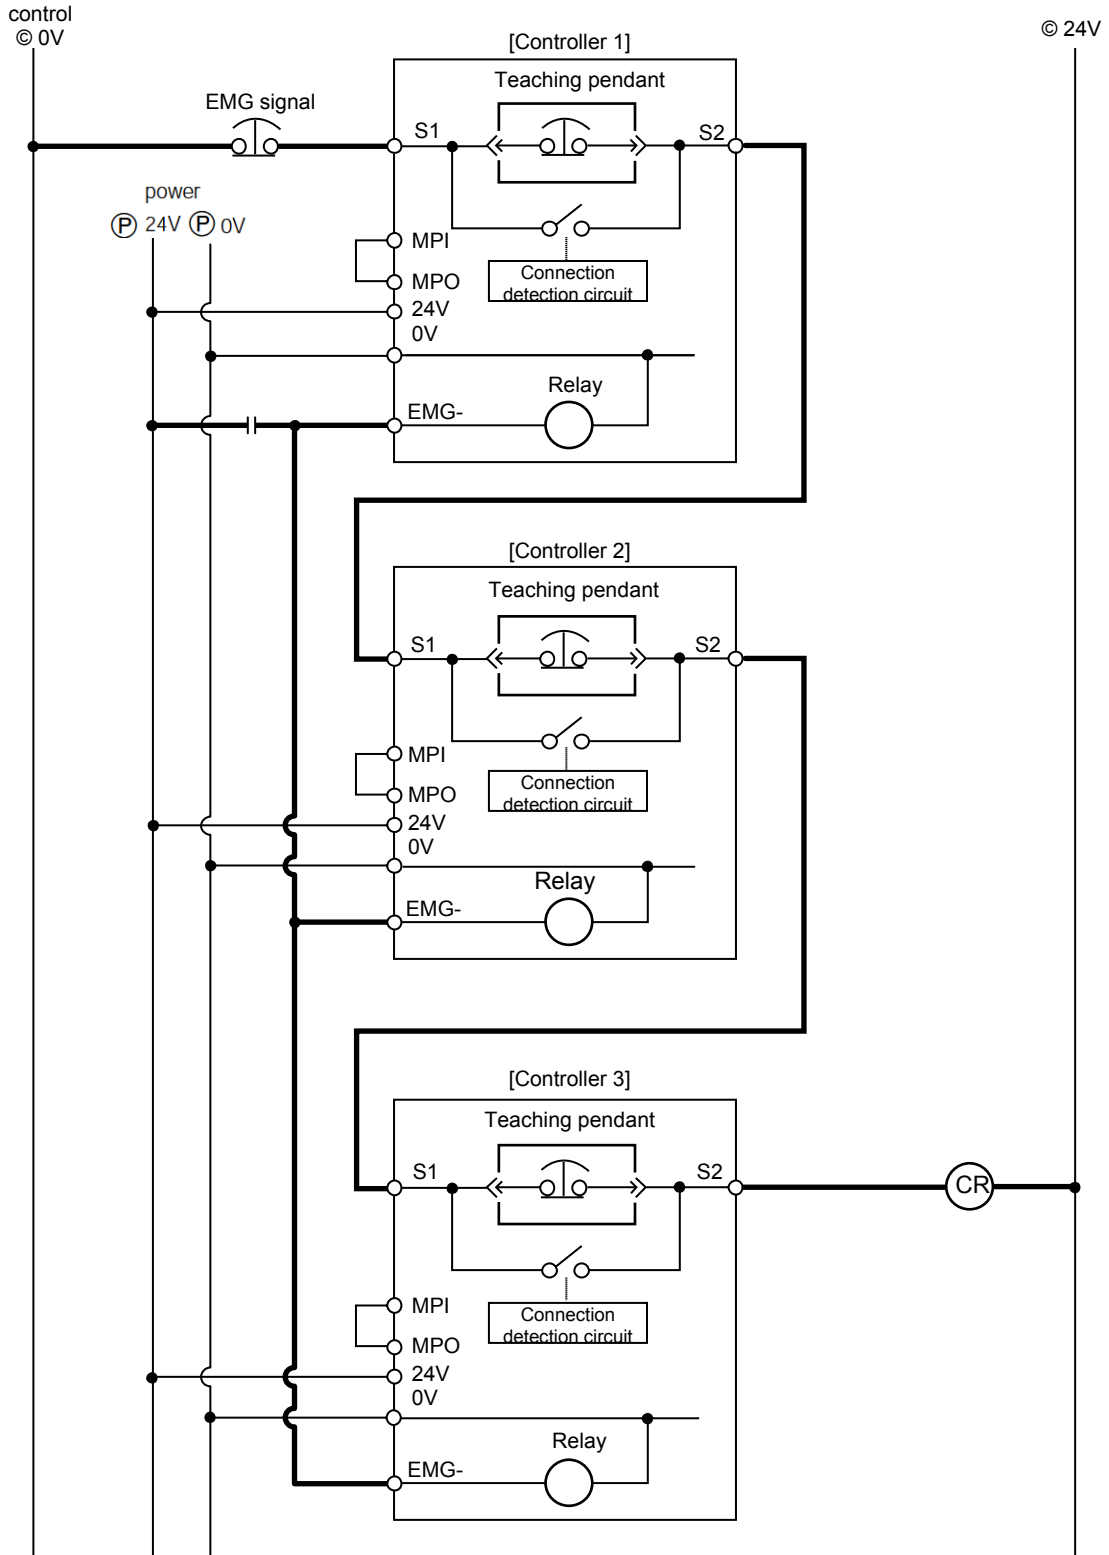 control
© 0V
© 24V
[Controller 1]
Teaching pendant
EMG signal
S1
S2
power
Ⓟ 24V Ⓟ 0V
MPI
MPO
Connection
detection circuit
24V
0V
Relay
EMG-
[Controller 2]
Teaching pendant
S1
S2
MPI
MPO
Connection
detection circuit
24V
0V
Relay
EMG-
[Controller 3]
Teaching pendant
S1
S2
CR
MPI
MPO
Connection
detection circuit
24V
0V
Relay
EMG-